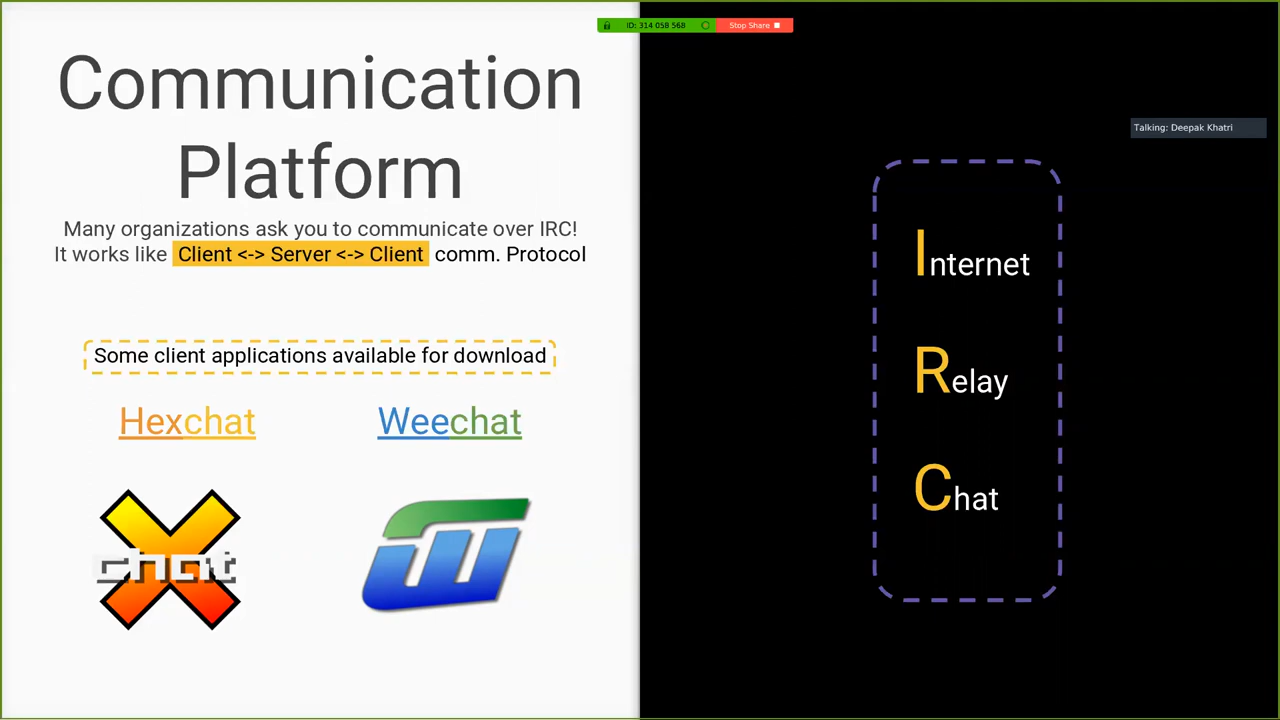 ID: 314 058 568
Stop Share
Communication
Platform
Many organizations ask you to communicate over IRC!
It works like Client <-> Server <-> Client comm. Protocol
Some client applications available for download
Hexchat
Weechat
chat
Talking: Deepak Khatri
Internet
Relay
Chat